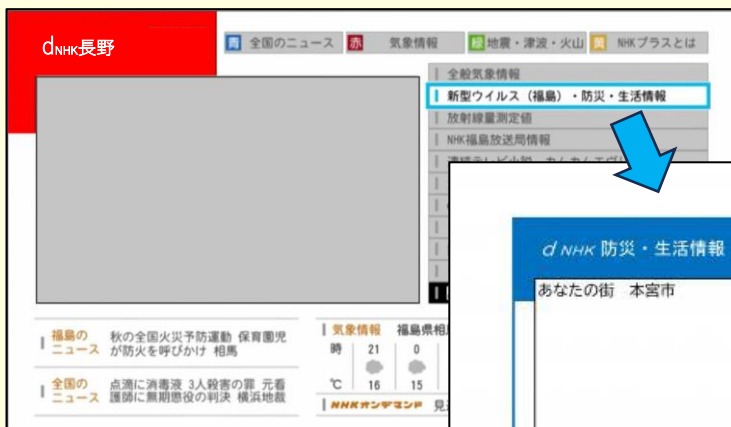 dNHK長野
青 全国のニュース 赤 気象情報 緑 地震・津波・火山 黄 NHKプラスとは
全般気象情報
新型ウイルス(福島)・防災・生活情報
放射線量測定値
NHK福島放送局情報
d NHK 防災・生活情報
あなたの街 本宮市
福島のニュース 秋の全国火災予防運動 保育園児
が防火を呼びかけ 相馬
全国のニュース 点滴に消毒液 3人殺害の罪 元看
護師に無期懲役の判決 横浜地裁
気象情報 福島県相
時 21 0
℃ 16 15
NHKオンデマンド 見